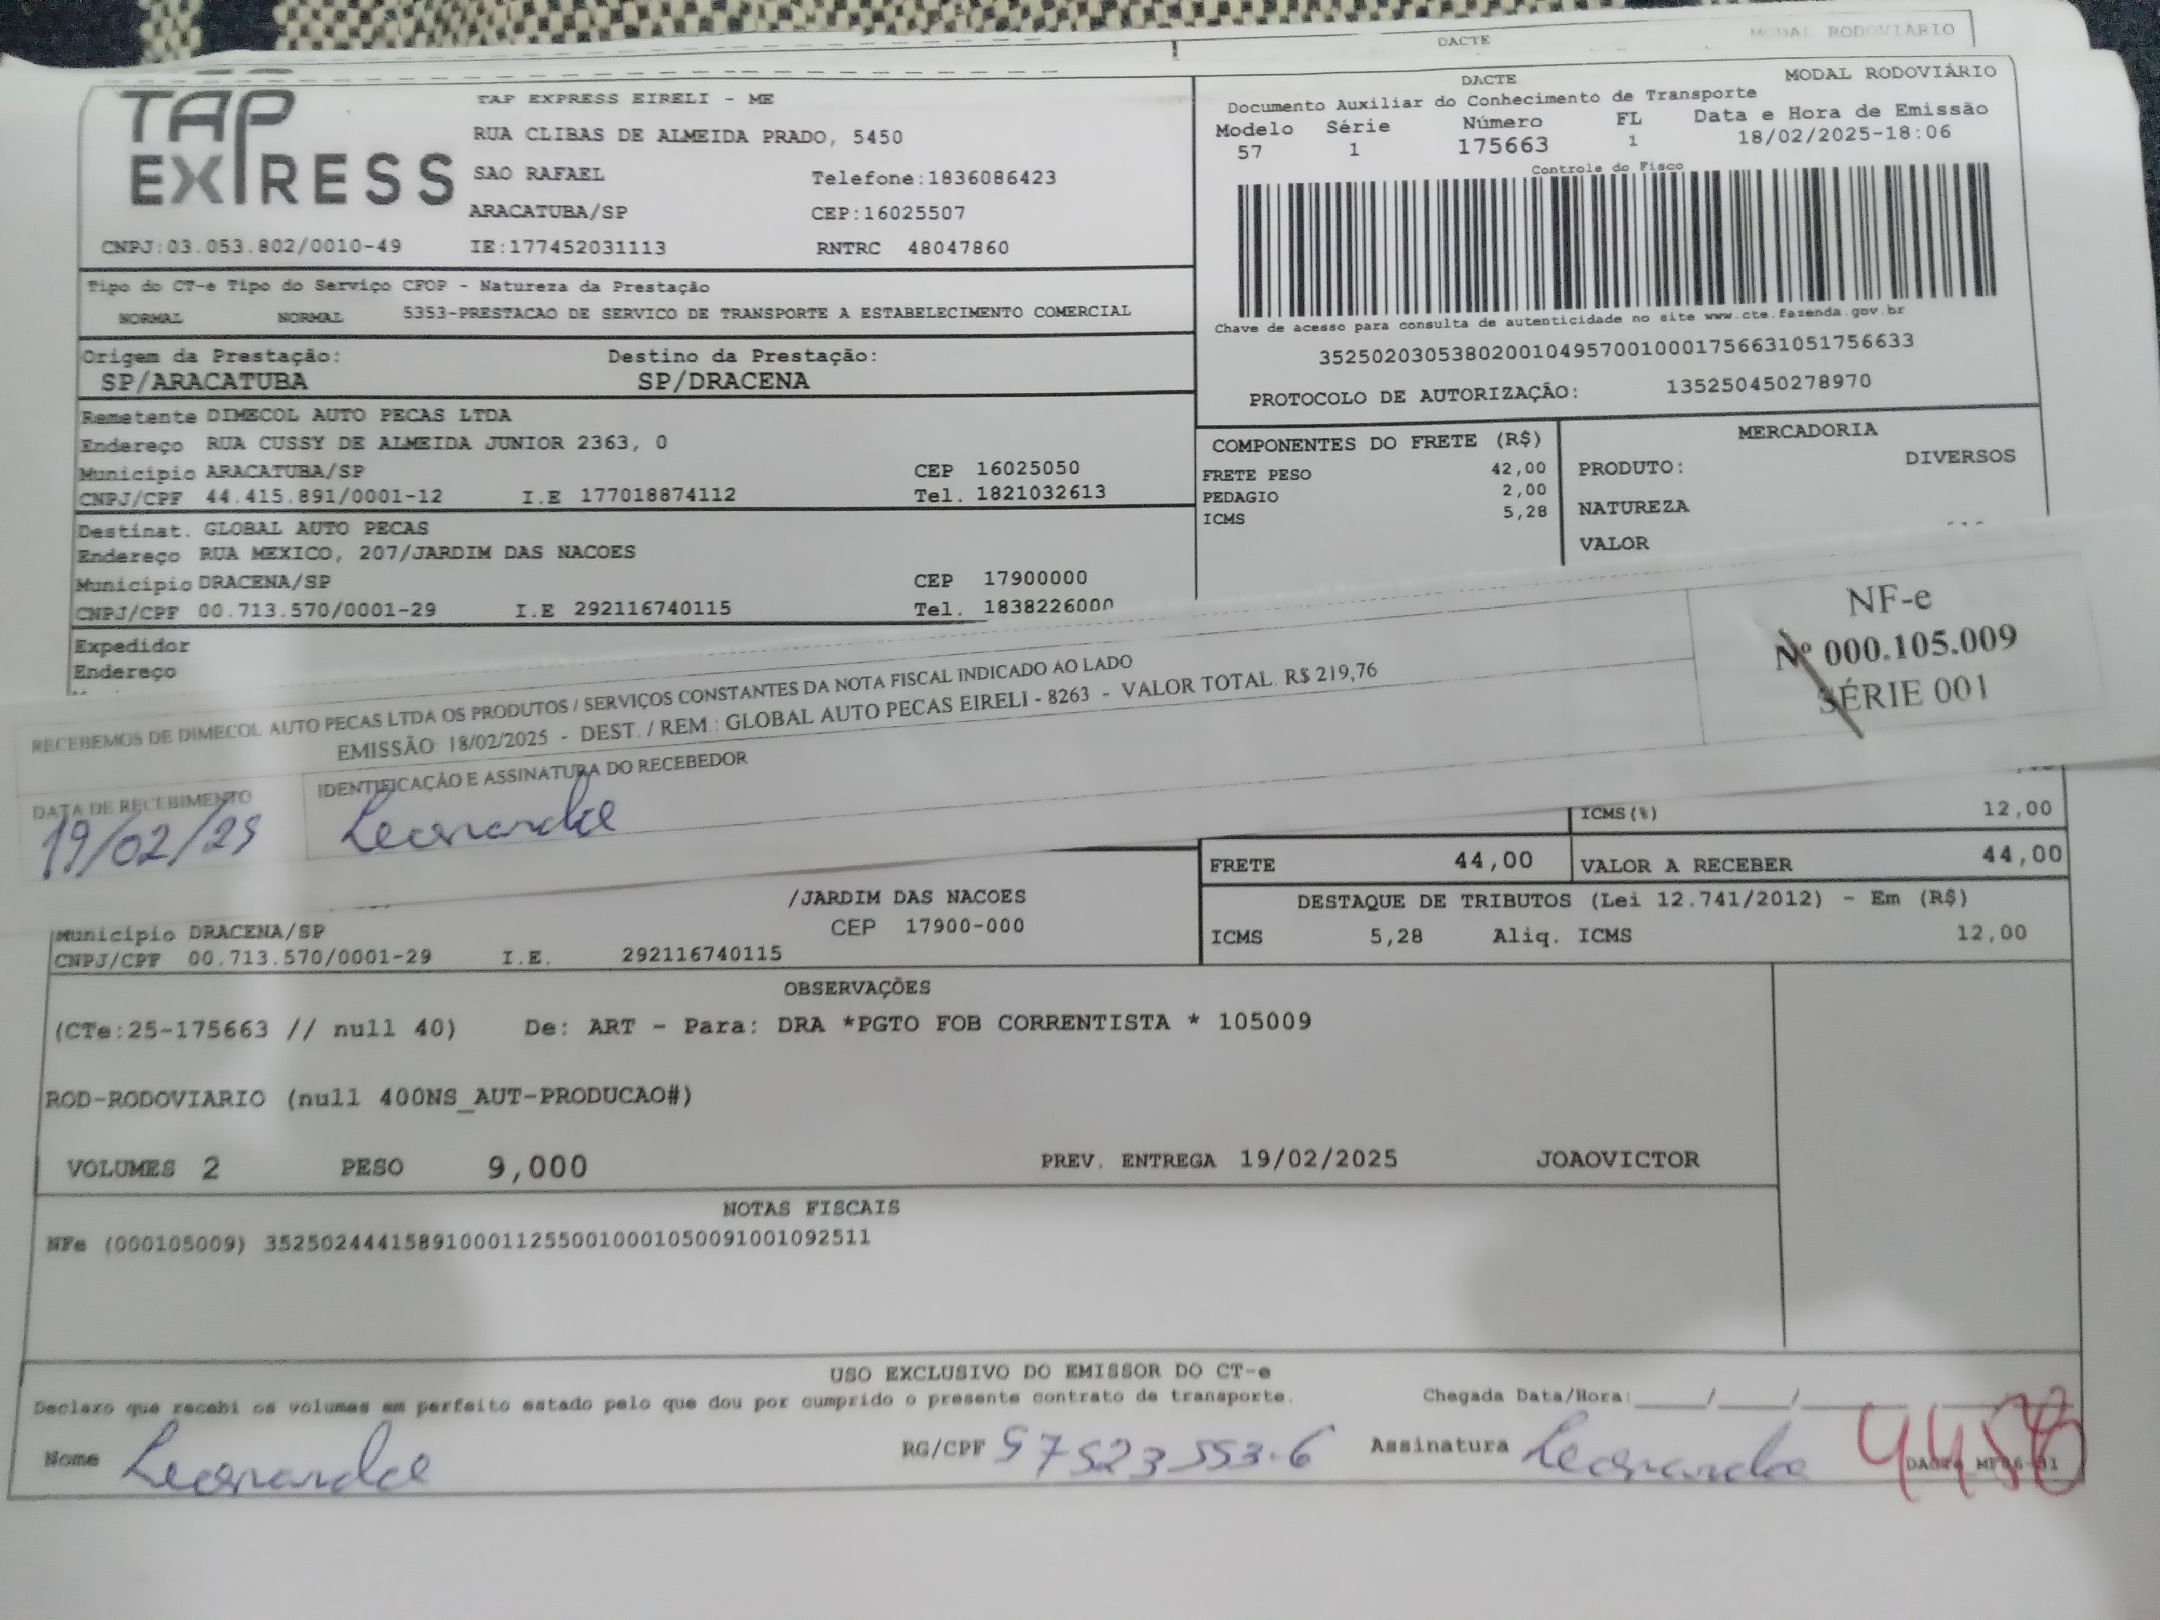 DACTE
MODAL RODOVIARIO
TAP EXPRESS
TAP EXPRESS EIRELI - ME
RUA CLIBAS DE ALMEIDA PRADO, 5450
SAO RAFAEL Telefone:1836086423
ARACATUBA/SP CEP:16025507
CNPJ:03.053.802/0010-49 IE:177452031113 RNTRC 48047860
DACTE MODAL RODOVIÁRIO
Documento Auxiliar do Conhecimento de Transporte
Modelo Série Número FL Data e Hora de Emissão
57 1 175663 1 18/02/2025-18:06
Controle do Fisco
Chave de acesso para consulta de autenticidade no site www.cte.fazenda.gov.br
35250203053802001049570010001756631051756633
PROTOCOLO DE AUTORIZAÇÃO: 135250450278970
Tipo do CT-e Tipo do Serviço CFOP - Natureza da Prestação
NORMAL NORMAL 5353-PRESTACAO DE SERVICO DE TRANSPORTE A ESTABELECIMENTO COMERCIAL
Origem da Prestação: Destino da Prestação:
SP/ARACATUBA SP/DRACENA
Remetente DIMECOL AUTO PECAS LTDA
Endereço RUA CUSSY DE ALMEIDA JUNIOR 2363, 0
Município ARACATUBA/SP CEP 16025050
CNPJ/CPF 44.415.891/0001-12 I.E 177018874112 Tel. 1821032613
Destinat. GLOBAL AUTO PECAS
Endereço RUA MEXICO, 207/JARDIM DAS NACOES
Município DRACENA/SP CEP 17900000
CNPJ/CPF 00.713.570/0001-29 I.E 292116740115 Tel. 1838226000
Expedidor
Endereço
COMPONENTES DO FRETE (R$)
FRETE PESO 42,00
PEDAGIO 2,00
ICMS 5,28
MERCADORIA
PRODUTO: DIVERSOS
NATUREZA
VALOR
RECEBEMOS DE DIMECOL AUTO PECAS LTDA OS PRODUTOS / SERVIÇOS CONSTANTES DA NOTA FISCAL INDICADO AO LADO
EMISSÃO: 18/02/2025 - DEST. / REM.: GLOBAL AUTO PECAS EIRELI - 8263 - VALOR TOTAL: R$ 219,76
DATA DE RECEBIMENTO
19/02/25
IDENTIFICAÇÃO E ASSINATURA DO RECEBEDOR
NF-e
Nº 000.105.009
SÉRIE 001
ICMS(%) 12,00
FRETE 44,00 VALOR A RECEBER 44,00
DESTAQUE DE TRIBUTOS (Lei 12.741/2012) - Em (R$)
ICMS 5,28 Aliq. ICMS 12,00
/JARDIM DAS NACOES
Município DRACENA/SP CEP 17900-000
CNPJ/CPF 00.713.570/0001-29 I.E. 292116740115
OBSERVAÇÕES
(CTe:25-175663 // null 40) De: ART - Para: DRA *PGTO FOB CORRENTISTA * 105009
ROD-RODOVIARIO (null 400NS_AUT-PRODUCAO#)
VOLUMES 2 PESO 9,000 PREV. ENTREGA 19/02/2025 JOAOVICTOR
NOTAS FISCAIS
NFe (000105009) 35250244415891000112550010001050091001092511
USO EXCLUSIVO DO EMISSOR DO CT-e
Declaro que recebi os volumes em perfeito estado pelo que dou por cumprido o presente contrato de transporte. Chegada Data/Hora:____/____/____
Nome RG/CPF 57523553-6 Assinatura